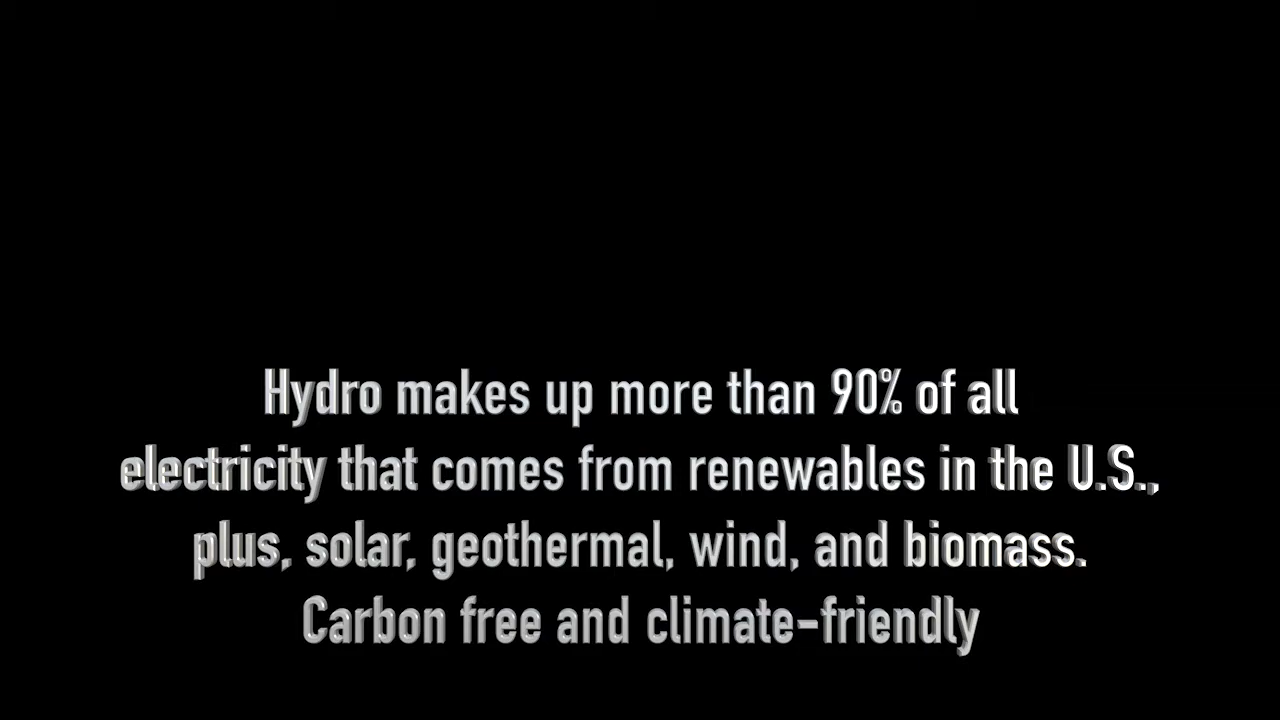 Hydro makes up more than 90% of all
electricity that comes from renewables in the U.S.,
plus, solar, geothermal, wind, and biomass.
Carbon free and climate-friendly